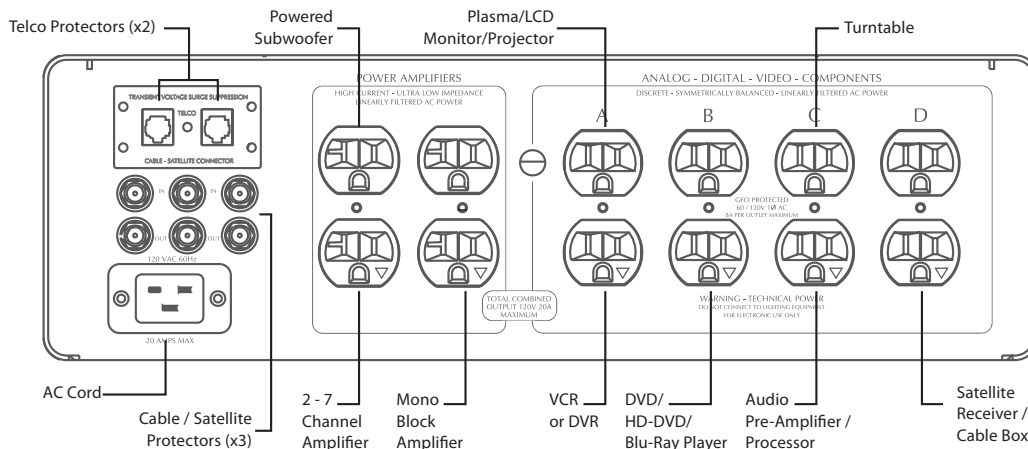 Telco Protectors (x2)
Powered
Subwoofer
Plasma/LCD
Monitor/Projector
Turntable
TRANSIENT VOLTAGE SURGE SUPPRESSION
TELCO
CABLE - SATELLITE CONNECTOR
IN
IN
OUT
OUT
120 VAC 60Hz
20 AMPS MAX
POWER AMPLIFIERS
HIGH CURRENT - ULTRA LOW IMPEDANCE
LINEARLY FILTERED AC POWER
ANALOG - DIGITAL - VIDEO - COMPONENTS
DISCRETE - SYMMETRICALLY BALANCED - LINEARLY FILTERED AC POWER
A
B
C
D
GFCI PROTECTED
60 / 120V 1Ø AC
8A PER OUTLET MAXIMUM
TOTAL COMBINED
OUTPUT 120V 20A
MAXIMUM
WARNING - TECHNICAL POWER
DO NOT CONNECT TO LIGHTING EQUIPMENT
FOR ELECTRONIC USE ONLY
AC Cord
Cable / Satellite
Protectors (x3)
2 - 7
Channel
Amplifier
Mono
Block
Amplifier
VCR
or DVR
DVD/
HD-DVD/
Blu-Ray Player
Audio
Pre-Amplifier /
Processor
Satellite
Receiver /
Cable Box